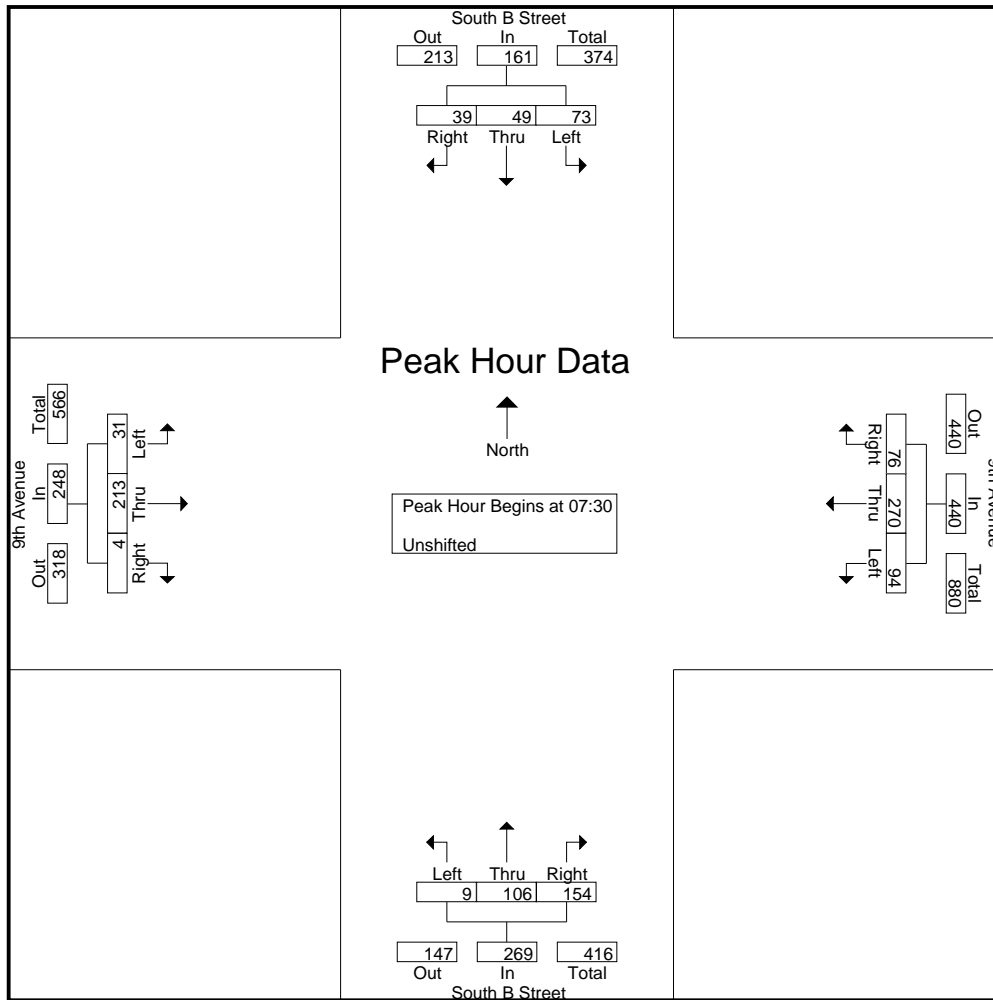 South B Street
Out In Total
213 161 374
39 49 73
Right Thru Left
Peak Hour Data
North
Peak Hour Begins at 07:30
Unshifted
9th Avenue
Total In Out
566 248 318
31 213 4
Left Thru Right
Out In Total
440 440 880
Right Thru Left
76 270 94
Left Thru Right
9 106 154
147 269 416
Out In Total
South B Street